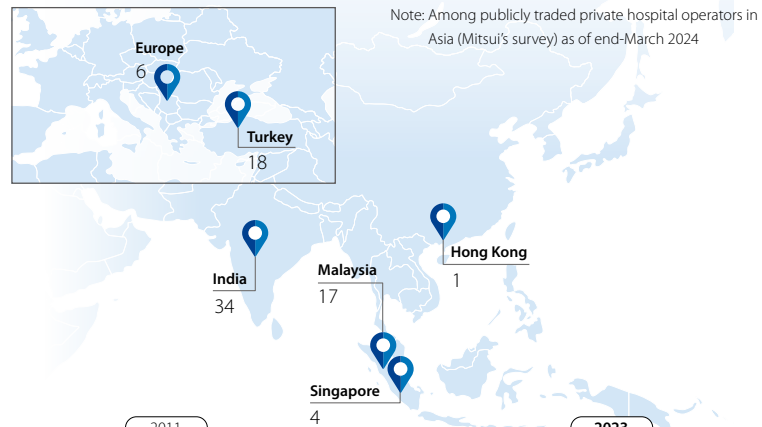 Note: Among publicly traded private hospital operators in
Asia (Mitsui's survey) as of end-March 2024
Europe
6
Turkey
18
Hong Kong
1
India
34
Malaysia
17
Singapore
4
2011
2023